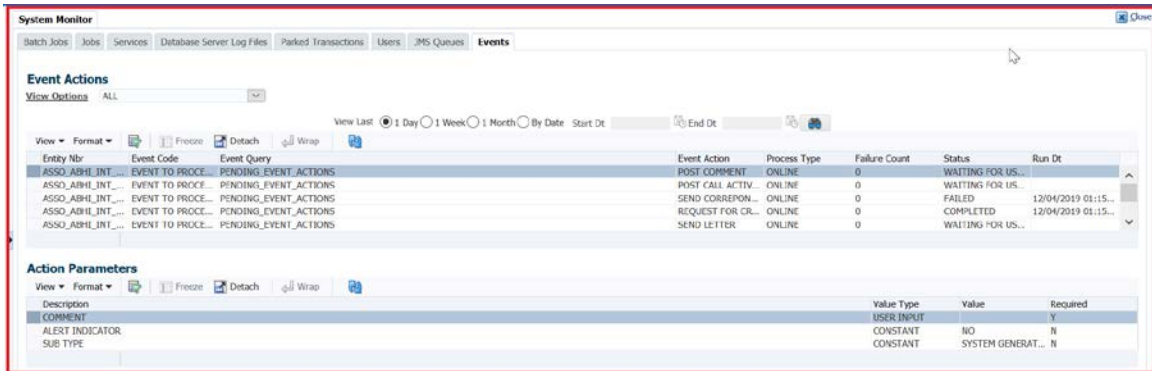 System Monitor
Close
Batch Jobs Jobs Services Database Server Log Files Parked Transactions Users JMS Queues Events
Event Actions
View Options ALL
View Last 1 Day 1 Week 1 Month By Date Start Dt End Dt
View Format Freeze Detach Wrap
Entity Nbr Event Code Event Query Event Action Process Type Failure Count Status Run Dt
ASSO_ABHI_INT_... EVENT TO PROCE... PENDING_EVENT_ACTIONS POST COMMENT ONLINE 0 WAITING FOR US...
ASSO_ABHI_INT_... EVENT TO PROCE... PENDING_EVENT_ACTIONS POST CALL ACTIV... ONLINE 0 WAITING FOR US...
ASSO_ABHI_INT_... EVENT TO PROCE... PENDING_EVENT_ACTIONS SEND CORREPON... ONLINE 0 FAILED 12/04/2019 01:15...
ASSO_ABHI_INT_... EVENT TO PROCE... PENDING_EVENT_ACTIONS REQUEST FOR CR... ONLINE 0 COMPLETED 12/04/2019 01:15...
ASSO_ABHI_INT_... EVENT TO PROCE... PENDING_EVENT_ACTIONS SEND LETTER ONLINE 0 WAITING FOR US...
Action Parameters
View Format Freeze Detach Wrap
Description Value Type Value Required
COMMENT USER INPUT Y
ALERT INDICATOR CONSTANT NO N
SUB TYPE CONSTANT SYSTEM GENERAT... N